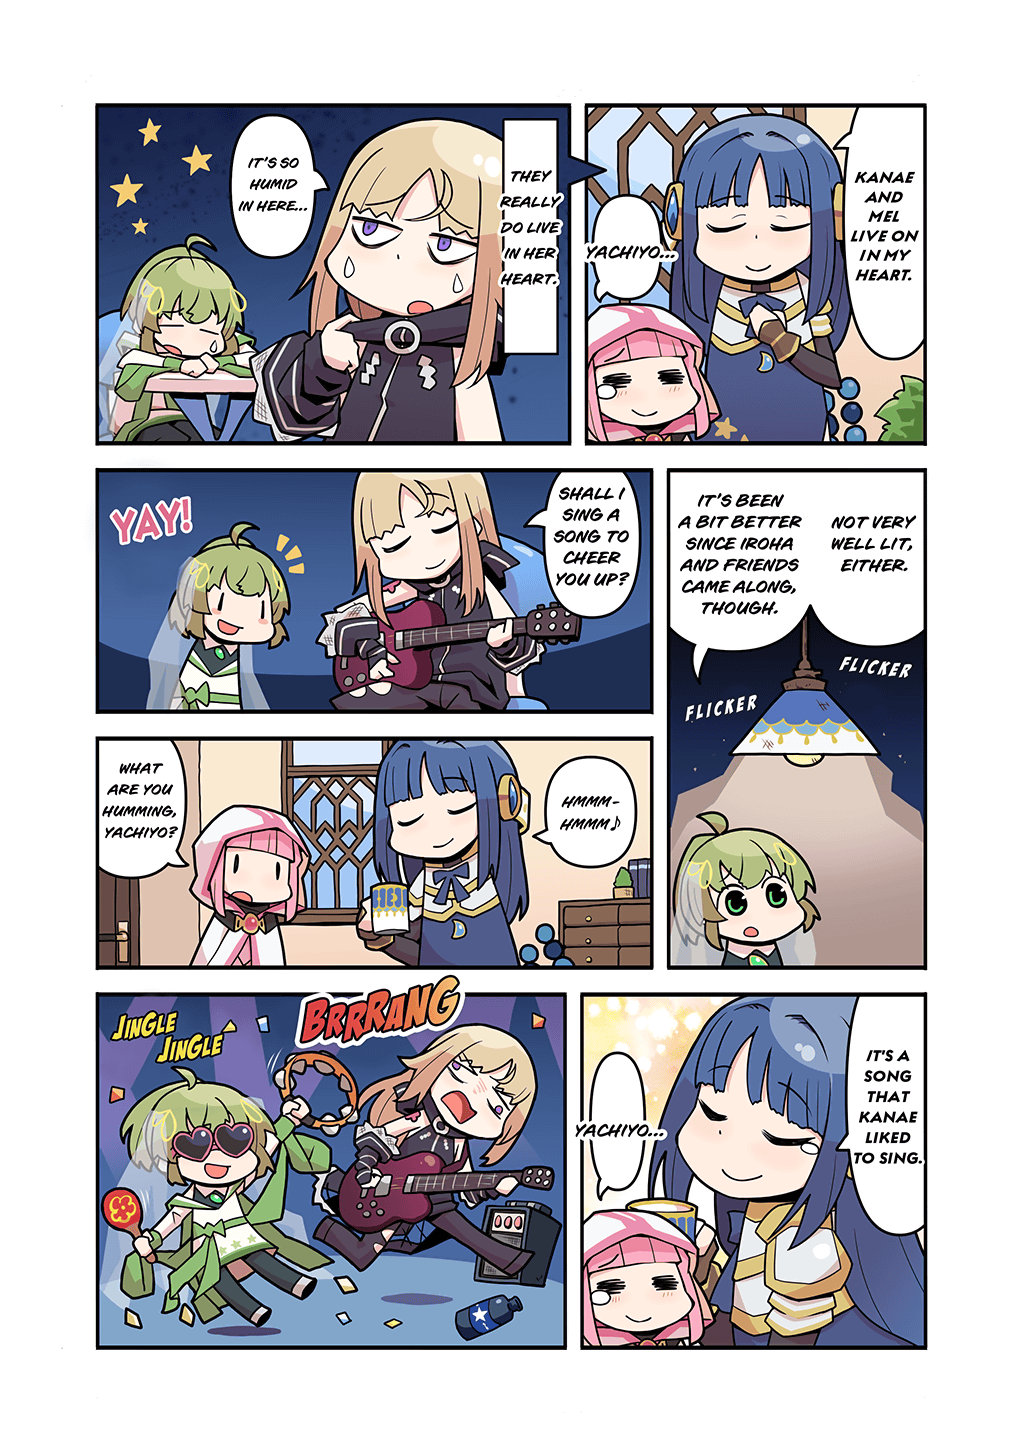 KANAE
AND
MEL
LIVE ON
IN MY
HEART.
YACHIYO...
THEY
REALLY
DO LIVE
IN HER
HEART.
IT'S SO
HUMID
IN HERE...
NOT VERY
WELL LIT,
EITHER.
IT'S BEEN
A BIT BETTER
SINCE IROHA
AND FRIENDS
CAME ALONG,
THOUGH.
FLICKER
FLICKER
SHALL I
SING A
SONG TO
CHEER
YOU UP?
YAY!
HMMM-
HMMM♪
WHAT
ARE YOU
HUMMING,
YACHIYO?
IT'S A
SONG
THAT
KANAE
LIKED
TO SING.
YACHIYO...
BRRRANG
JINGLE
JINGLE